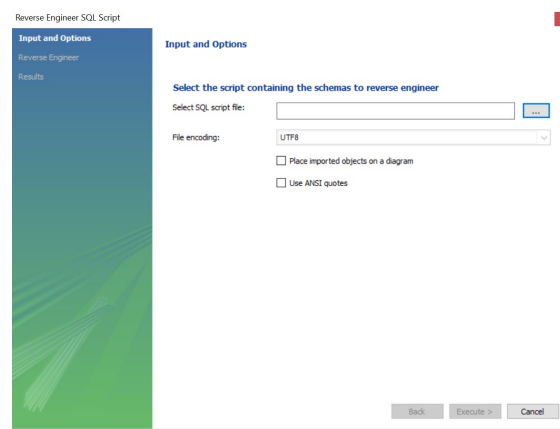 Reverse Engineer SQL Script
Input and Options
Reverse Engineer
Results
Input and Options
Select the script containing the schemas to reverse engineer
Select SQL script file:
...
File encoding:
UTF8
Place imported objects on a diagram
Use ANSI quotes
Back
Execute >
Cancel